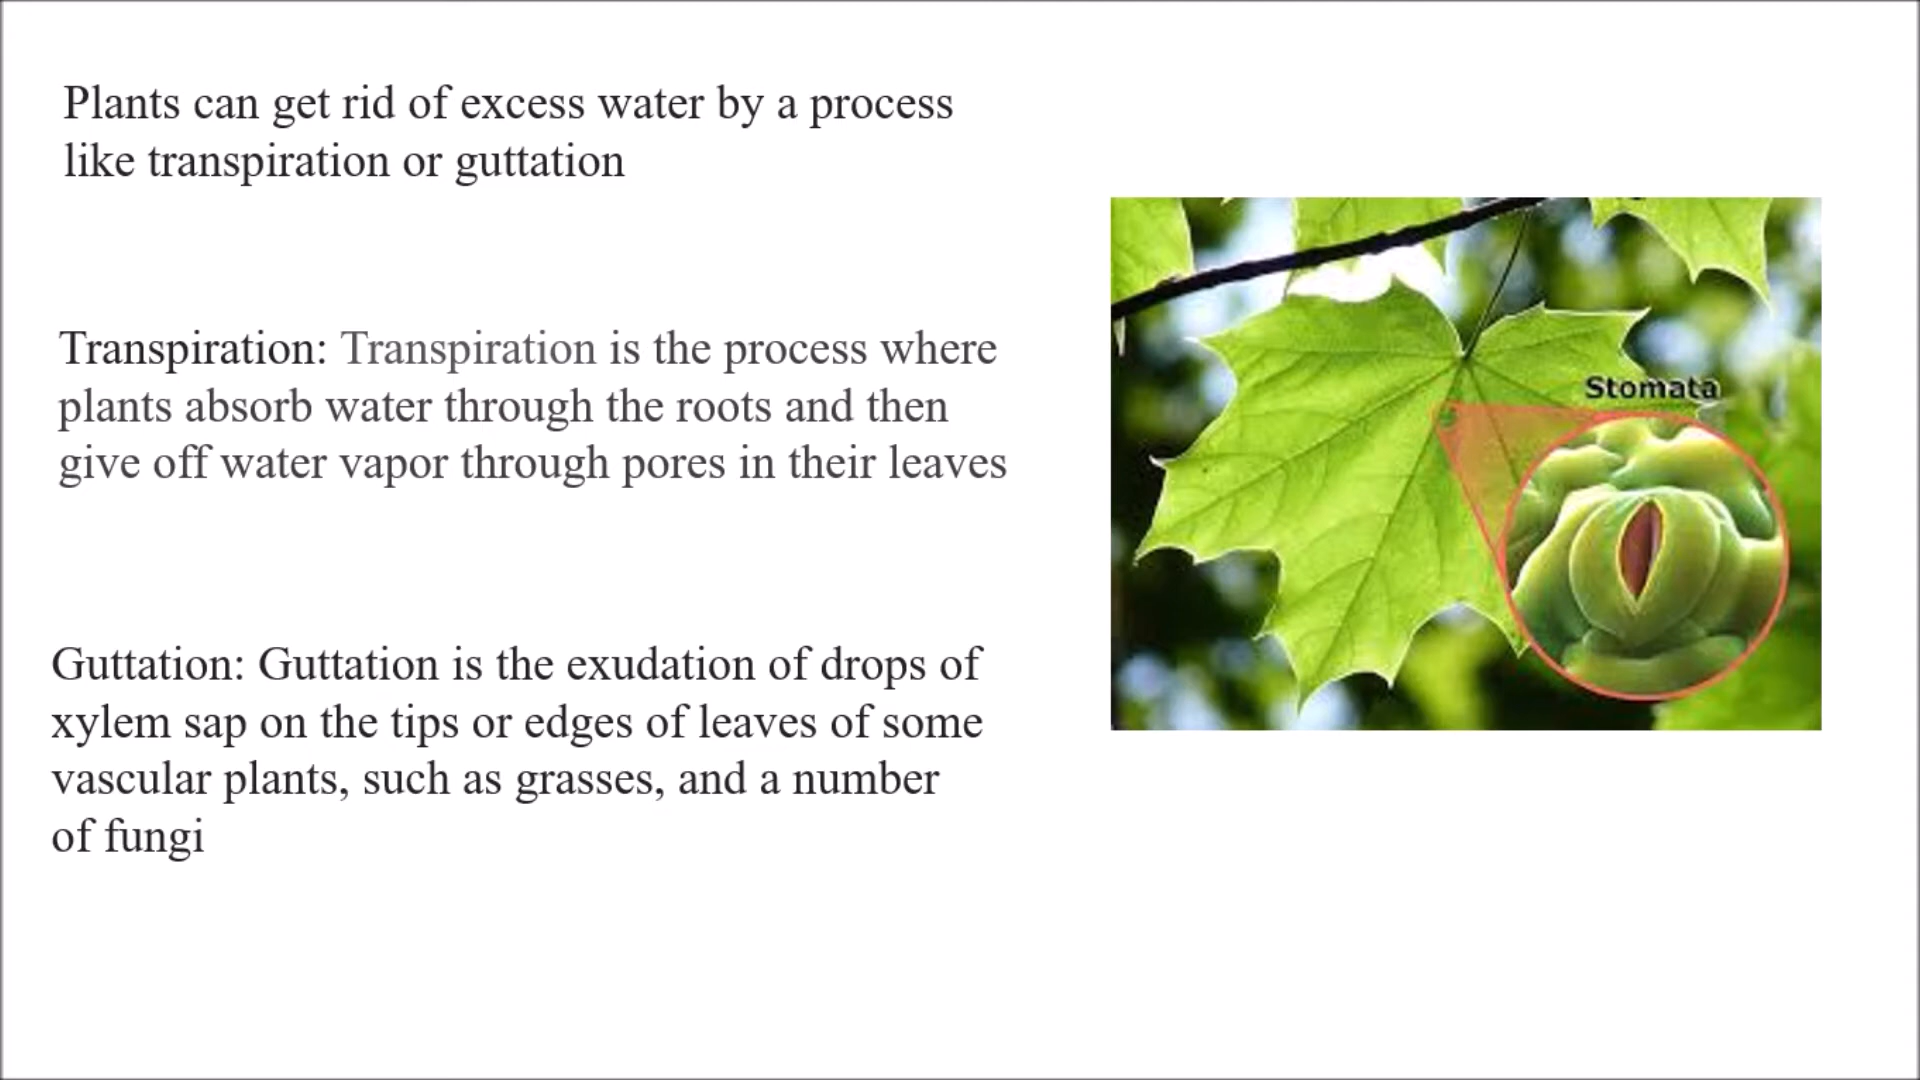 Plants can get rid of excess water by a process
like transpiration or guttation
Transpiration: Transpiration is the process where
plants absorb water through the roots and then
give off water vapor through pores in their leaves
Stomata
Guttation: Guttation is the exudation of drops of
xylem sap on the tips or edges of leaves of some
vascular plants, such as grasses, and a number
of fungi